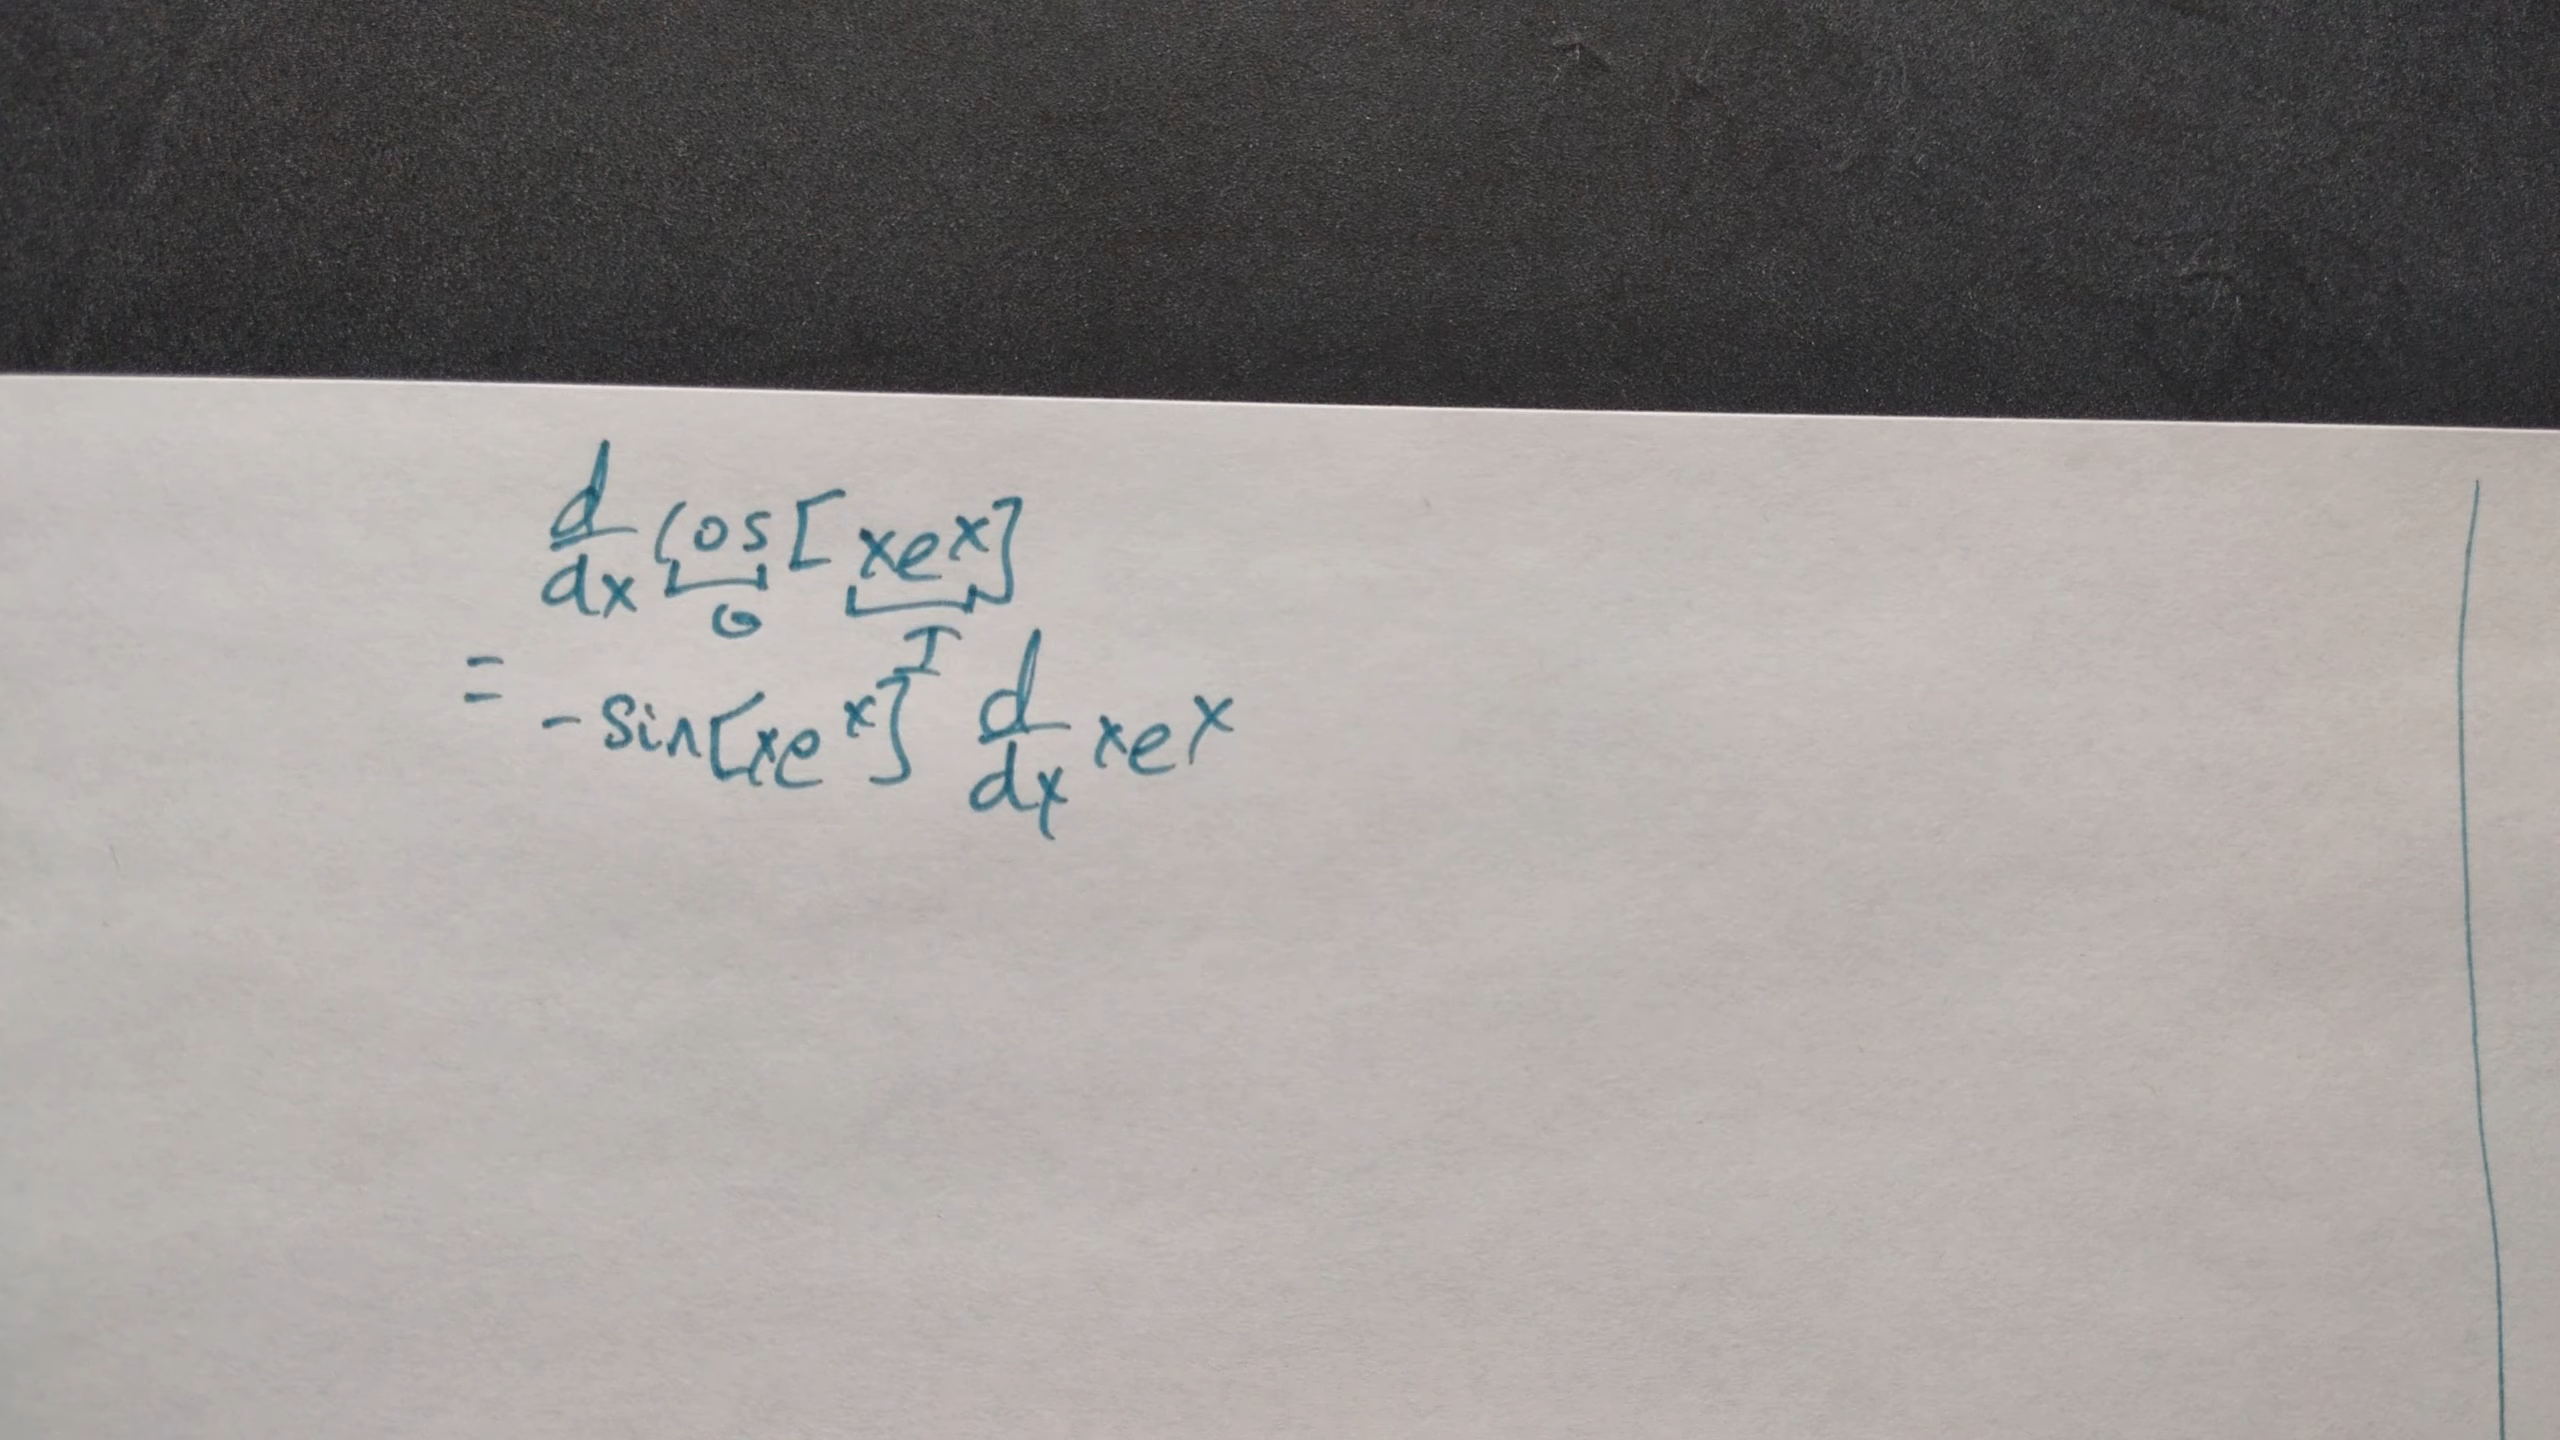 d/dx cos[xe^x]
O I
= -sin[xe^x] d/dx xe^x